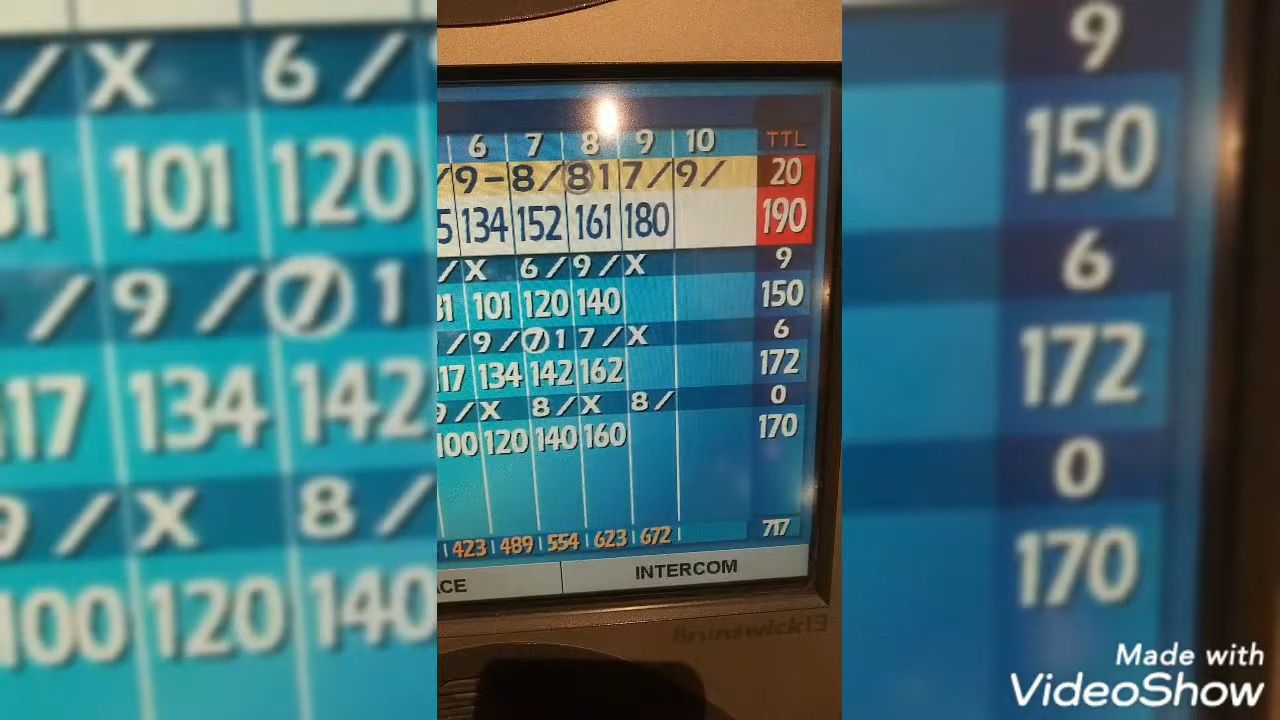 6 7 8 9 10 TTL
/ 9 - 8 / 8 1 7 / 9 / 20
5 134 152 161 180 190
/ X 6 / 9 / X 9
31 101 120 140 150
/ 9 / 7 1 7 / X 6
117 134 142 162 172
9 / X 8 / X 8 / 0
100 120 140 160 170
423 489 554 623 672 717
ACE INTERCOM
Brunswick
/ X 6 /
31 101 120
/ 9 / 7 1
117 134 142
9 / X 8 /
100 120 140
9
150
6
172
0
170
Made with
VideoShow